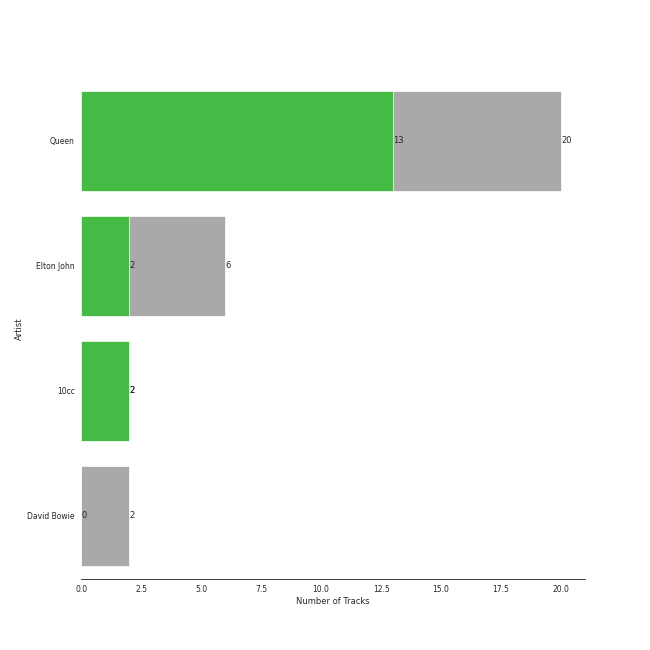 Queen
13
20
Elton John
2
6
10cc
2
David Bowie
0
2
Artist
0.0 2.5 5.0 7.5 10.0 12.5 15.0 17.5 20.0
Number of Tracks